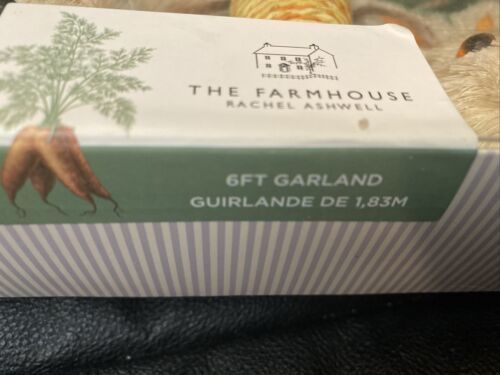 THE FARMHOUSE
RACHEL ASHWELL
6FT GARLAND
GUIRLANDE DE 1,83M